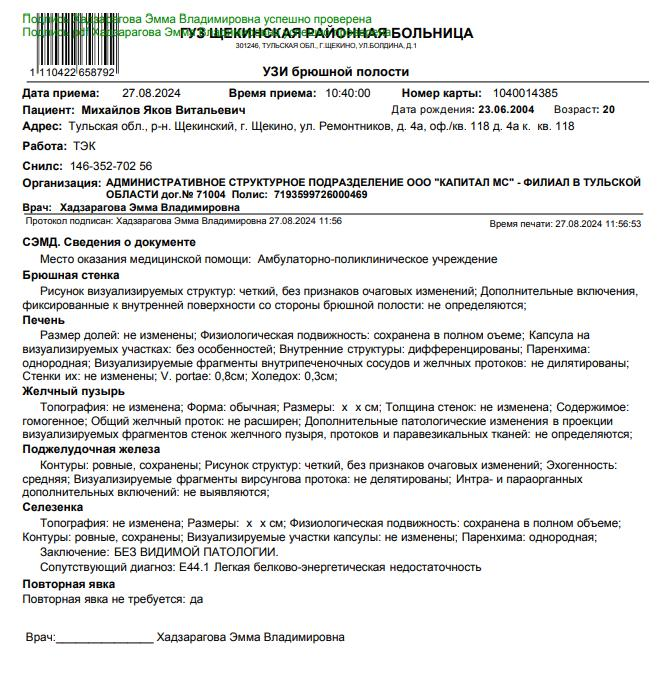 Подпись Хадзарагова Эмма Владимировна успешно проверена
Подпись Хадзарагова Эмма Владимировна успешно проверена
ГУЗ ЩЕКИНСКАЯ РАЙОННАЯ БОЛЬНИЦА
301246, ТУЛЬСКАЯ ОБЛ., Г.ЩЕКИНО, УЛ.БОЛДИНА, Д.1
1110422658792
УЗИ брюшной полости
Дата приема: 27.08.2024 Время приема: 10:40:00 Номер карты: 1040014385
Пациент: Михайлов Яков Витальевич Дата рождения: 23.06.2004 Возраст: 20
Адрес: Тульская обл., р-н. Щекинский, г. Щекино, ул. Ремонтников, д. 4а, оф./кв. 118 д. 4а к. кв. 118
Работа: ТЭК
Снилс: 146-352-702 56
Организация: АДМИНИСТРАТИВНОЕ СТРУКТУРНОЕ ПОДРАЗДЕЛЕНИЕ ООО "КАПИТАЛ МС" - ФИЛИАЛ В ТУЛЬСКОЙ
ОБЛАСТИ дог.№ 71004 Полис: 7193599726000469
Врач: Хадзарагова Эмма Владимировна
Протокол подписан: Хадзарагова Эмма Владимировна 27.08.2024 11:56
Время печати: 27.08.2024 11:56:53
СЭМД. Сведения о документе
Место оказания медицинской помощи: Амбулаторно-поликлиническое учреждение
Брюшная стенка
Рисунок визуализируемых структур: четкий, без признаков очаговых изменений; Дополнительные включения,
фиксированные к внутренней поверхности со стороны брюшной полости: не определяются;
Печень
Размер долей: не изменены; Физиологическая подвижность: сохранена в полном оъеме; Капсула на
визуализируемых участках: без особенностей; Внутренние структуры: дифференцированы; Паренхима:
однородная; Визуализируемые фрагменты внутрипеченочных сосудов и желчных протоков: не дилятированы;
Стенки их: не изменены; V. portae: 0,8см; Холедох: 0,3см;
Желчный пузырь
Топография: не изменена; Форма: обычная; Размеры: х х см; Толщина стенок: не изменена; Содержимое:
гомогенное; Общий желчный проток: не расширен; Дополнительные патологические изменения в проекции
визуализируемых фрагментов стенок желчного пузыря, протоков и паравезикальных тканей: не определяются;
Поджелудочная железа
Контуры: ровные, сохранены; Рисунок структур: четкий, без признаков очаговых изменений; Эхогенность:
средняя; Визуализируемые фрагменты вирсунгова протока: не делятированы; Интра- и параорганных
дополнительных включений: не выявляются;
Селезенка
Топография: не изменена; Размеры: х х см; Физиологическая подвижность: сохранена в полном объеме;
Контуры: ровные, сохранены; Визуализируемые участки капсулы: не изменены; Паренхима: однородная;
Заключение: БЕЗ ВИДИМОЙ ПАТОЛОГИИ.
Сопутствующий диагноз: E44.1 Легкая белково-энергетическая недостаточность
Повторная явка
Повторная явка не требуется: да
Врач:________________ Хадзарагова Эмма Владимировна